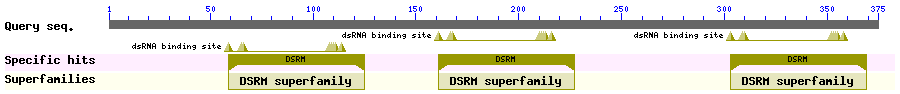 1 50 100 150 200 250 300 350 375
Query seq.
dsRNA binding site dsRNA binding site dsRNA binding site
Specific hits DSRM DSRM DSRM
Superfamilies DSRM superfamily DSRM superfamily DSRM superfamily